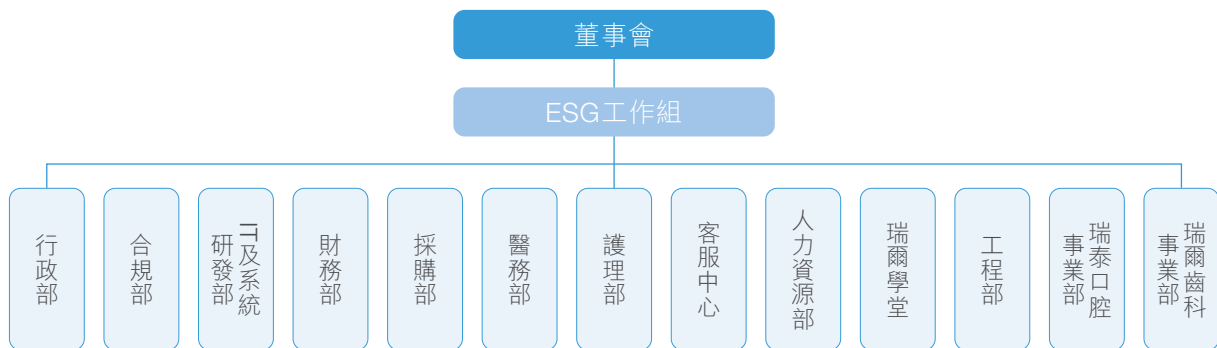 董事會
ESG工作組
行政部
合規部
IT及系統
研發部
財務部
採購部
醫務部
護理部
客服中心
人力資源部
瑞爾學堂
工程部
瑞泰口腔
事業部
瑞爾齒科
事業部